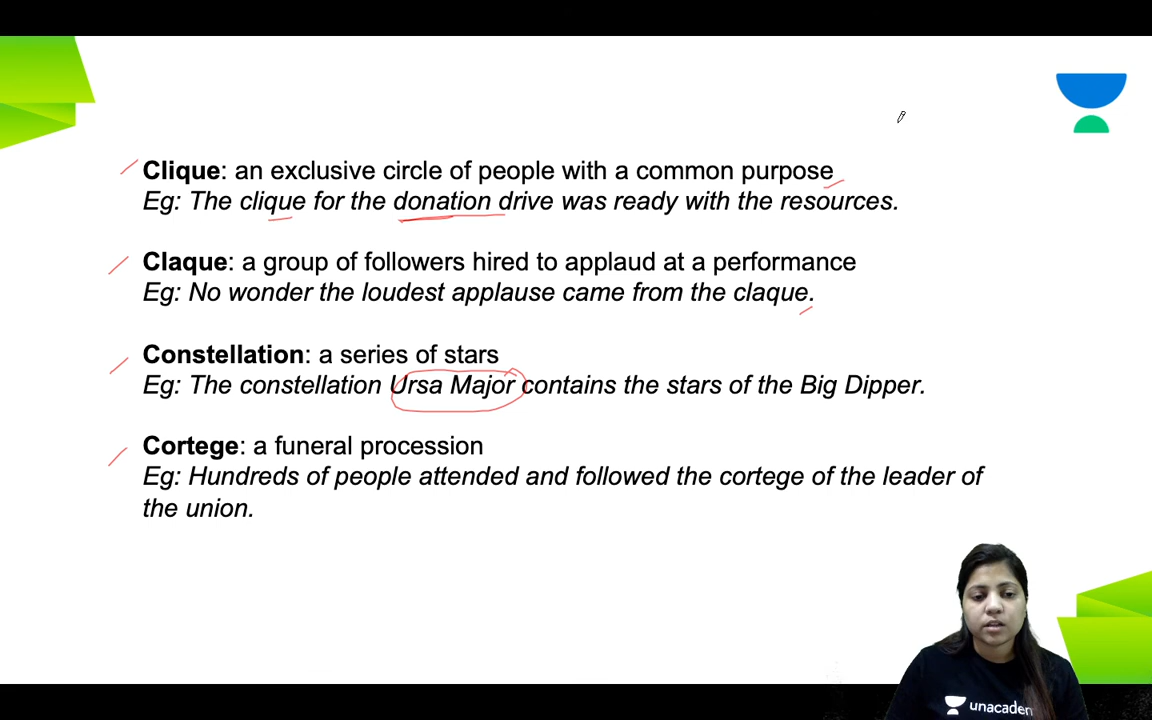 Clique: an exclusive circle of people with a common purpose
Eg: The clique for the donation drive was ready with the resources.
Claque: a group of followers hired to applaud at a performance
Eg: No wonder the loudest applause came from the claque.
Constellation: a series of stars
Eg: The constellation Ursa Major contains the stars of the Big Dipper.
Cortege: a funeral procession
Eg: Hundreds of people attended and followed the cortege of the leader of
the union.
unacadem